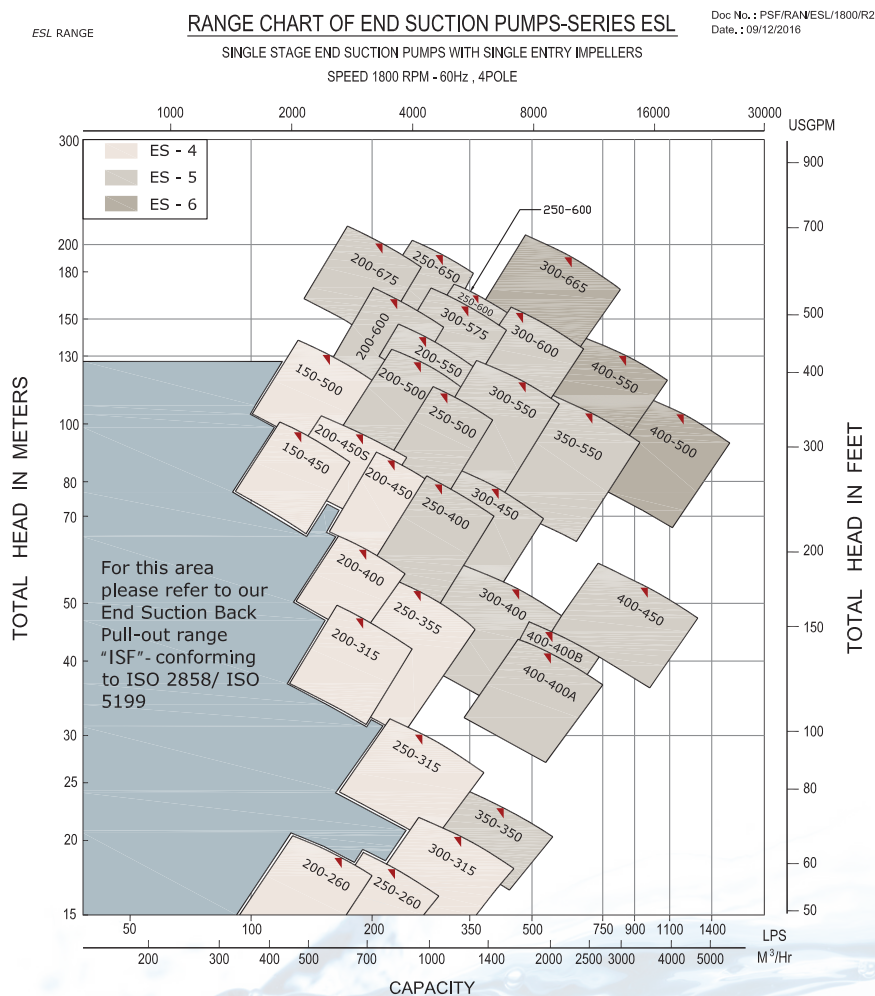 ESL RANGE
RANGE CHART OF END SUCTION PUMPS-SERIES ESL
Doc No. : PSF/RAN/ESL/1800/R2
Date. : 09/12/2016
SINGLE STAGE END SUCTION PUMPS WITH SINGLE ENTRY IMPELLERS
SPEED 1800 RPM - 60Hz , 4POLE
1000 2000 4000 8000 16000 30000
USGPM
300
200
180
150
130
100
80
70
50
40
30
25
20
15
TOTAL HEAD IN METERS
ES - 4
ES - 5
ES - 6
250-600
200-675
250-650
300-665
250-600
300-575
200-600
300-600
200-550
400-550
150-500
200-500
300-550
250-500
350-550
400-500
200-450S
150-450
200-450
250-400
300-450
200-400
250-355
300-400
400-450
200-315
400-400B
400-400A
250-315
350-350
300-315
200-260
250-260
For this area
please refer to our
End Suction Back
Pull-out range
"ISF"- conforming
to ISO 2858/ ISO
5199
900
700
500
400
300
200
150
100
80
60
50
TOTAL HEAD IN FEET
50 100 200 350 500 750 900 1100 1400
LPS
200 300 400 500 700 1000 1400 2000 2500 3000 4000 5000
M3/Hr
CAPACITY